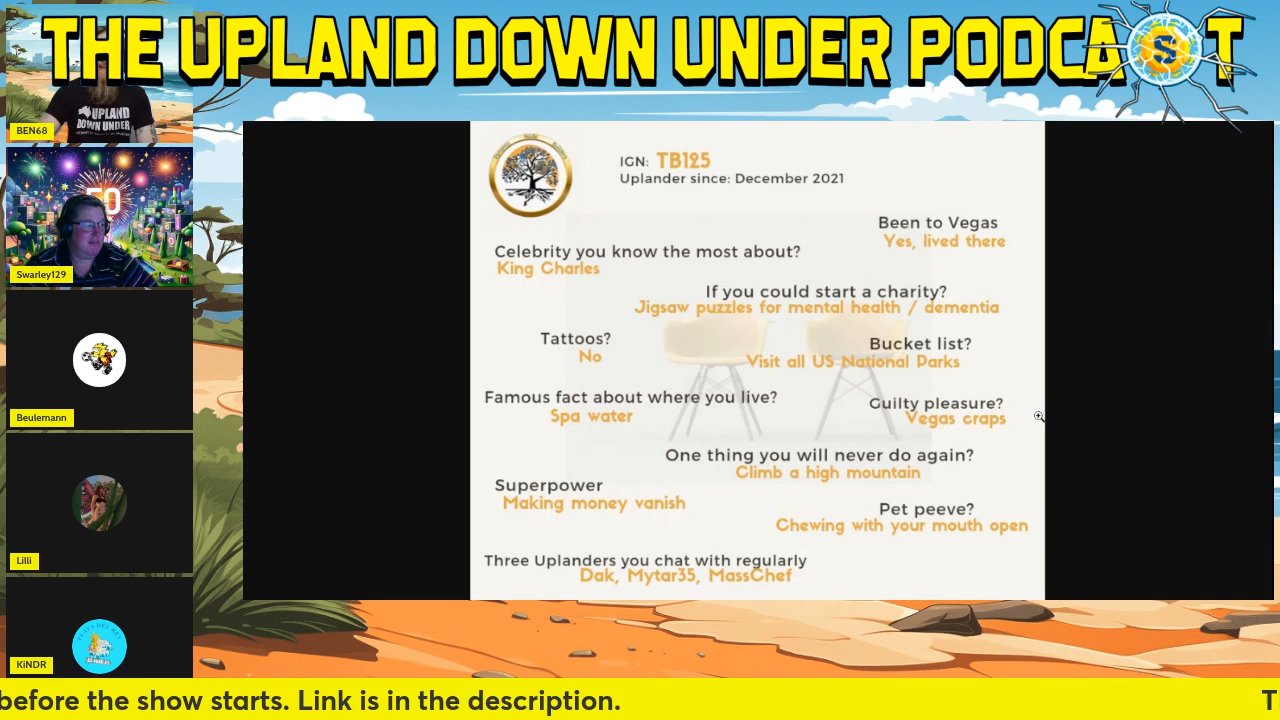 THE UPLAND DOWN UNDER PODCAST
UPLAND
DOWN UNDER
BEN68
50
Swarley129
Beulemann
Lilli
KiNDR
IGN: TB125
Uplander since: December 2021
Been to Vegas
Yes, lived there
Celebrity you know the most about?
King Charles
If you could start a charity?
Jigsaw puzzles for mental health / dementia
Tattoos?
No
Bucket list?
Visit all US National Parks
Famous fact about where you live?
Spa water
Guilty pleasure?
Vegas craps
One thing you will never do again?
Climb a high mountain
Superpower
Making money vanish
Pet peeve?
Chewing with your mouth open
Three Uplanders you chat with regularly
Dak, Mytar35, MassChef
before the show starts. Link is in the description.
T